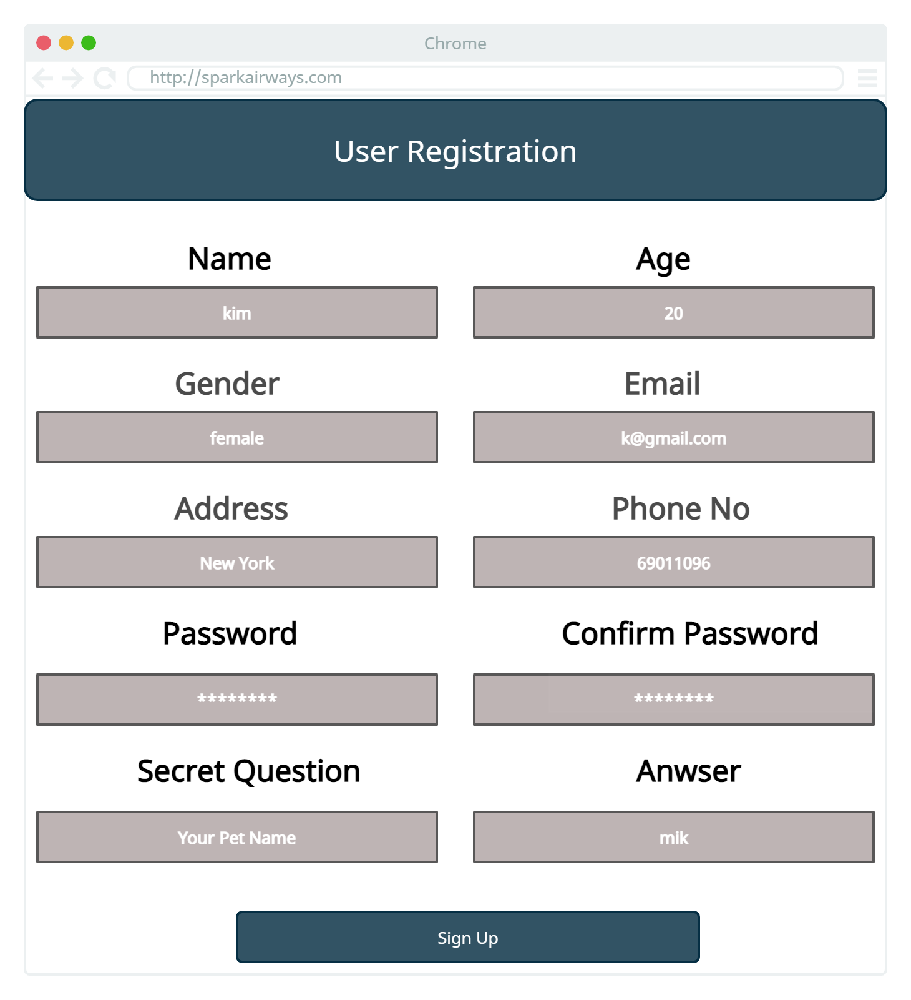 Chrome
http://sparkairways.com
User Registration
Name
Age
kim
20
Gender
Email
female
k@gmail.com
Address
Phone No
New York
69011096
Password
Confirm Password
********
********
Secret Question
Anwser
Your Pet Name
mik
Sign Up